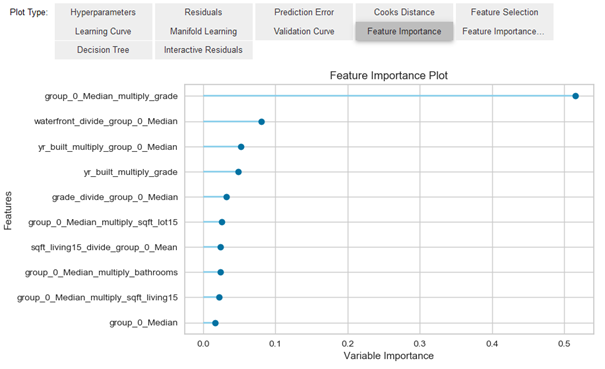 Plot Type: Hyperparameters Residuals Prediction Error Cooks Distance Feature Selection
Learning Curve Manifold Learning Validation Curve Feature Importance Feature Importance...
Decision Tree Interactive Residuals
Feature Importance Plot
group_0_Median_multiply_grade
waterfront_divide_group_0_Median
yr_built_multiply_group_0_Median
yr_built_multiply_grade
grade_divide_group_0_Median
group_0_Median_multiply_sqft_lot15
sqft_living15_divide_group_0_Mean
group_0_Median_multiply_bathrooms
group_0_Median_multiply_sqft_living15
group_0_Median
Features
0.0 0.1 0.2 0.3 0.4 0.5
Variable Importance